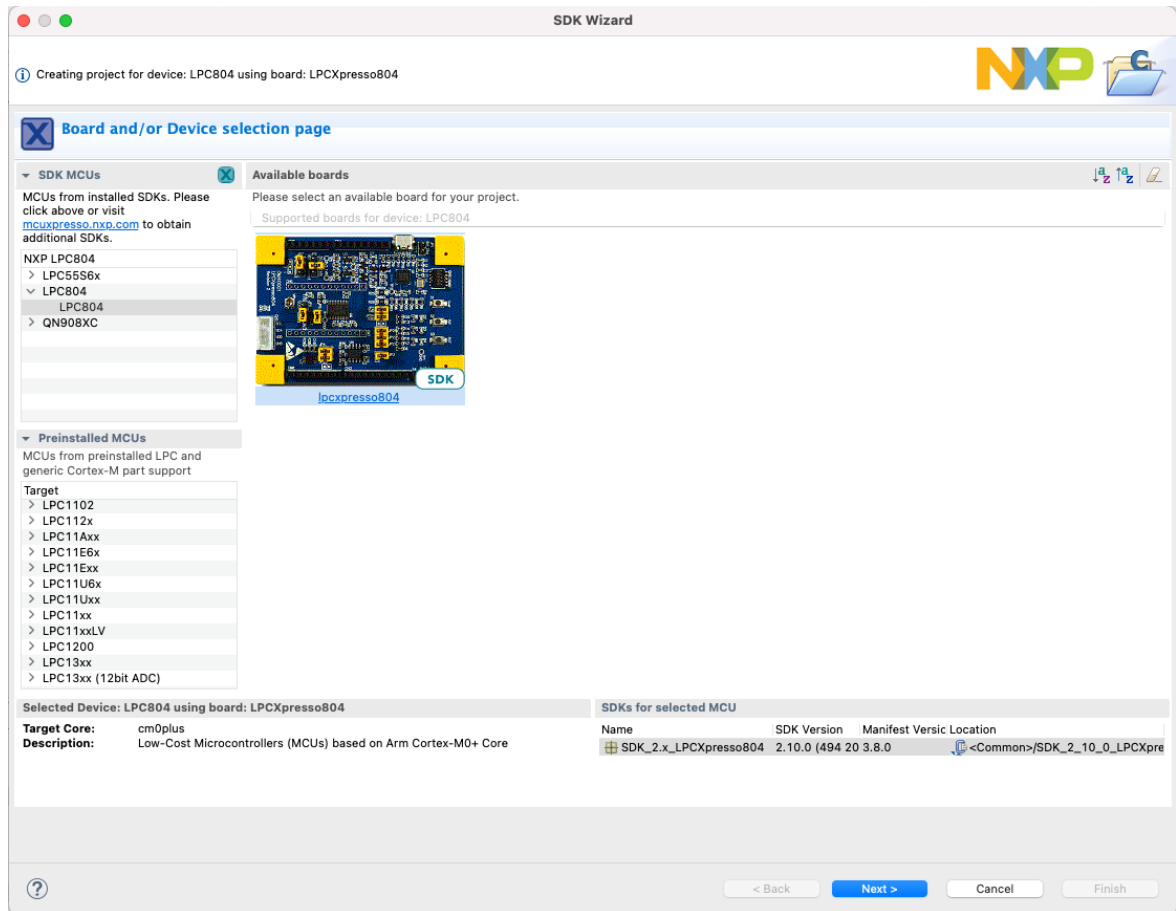 SDK Wizard
Creating project for device: LPC804 using board: LPCXpresso804
NXP
C
X
Board and/or Device selection page
SDK MCUs
X
MCUs from installed SDKs. Please
click above or visit
mcuxpresso.nxp.com to obtain
additional SDKs.
NXP LPC804
> LPC55S6x
LPC804
LPC804
> QN908XC
Preinstalled MCUs
MCUs from preinstalled LPC and
generic Cortex-M part support
Target
> LPC1102
> LPC112x
> LPC11Axx
> LPC11E6x
> LPC11Exx
> LPC11U6x
> LPC11Uxx
> LPC11xx
> LPC11xxLV
> LPC1200
> LPC13xx
> LPC13xx (12bit ADC)
Available boards
Please select an available board for your project.
Supported boards for device: LPC804
SDK
lpcxpresso804
Selected Device: LPC804 using board: LPCXpresso804
Target Core: cm0plus
Description: Low-Cost Microcontrollers (MCUs) based on Arm Cortex-M0+ Core
SDKs for selected MCU
Name SDK Version Manifest Versic Location
SDK_2.x_LPCXpresso804 2.10.0 (494 20 3.8.0 <Common>/SDK_2_10_0_LPCXpre
?
< Back Next > Cancel Finish